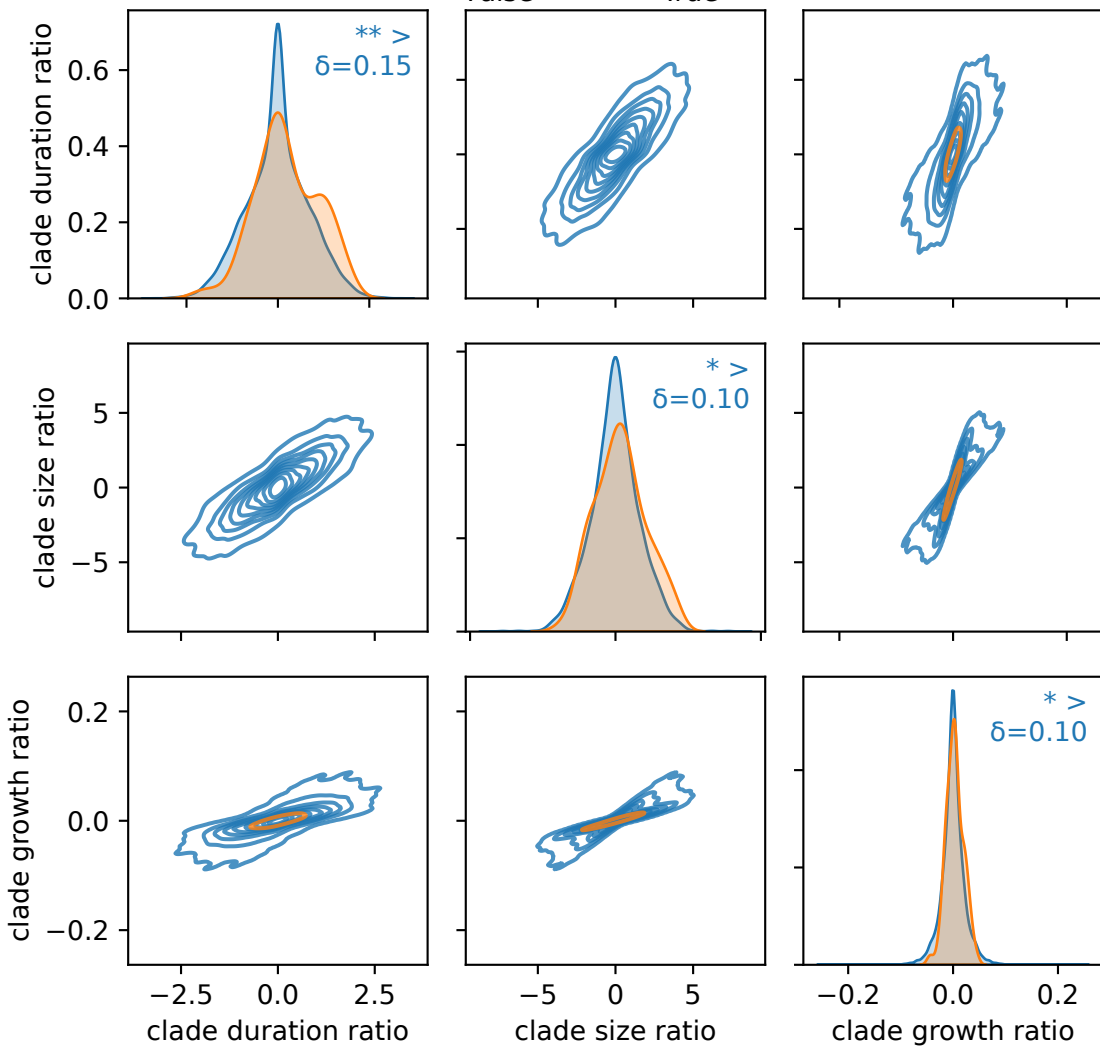 clade duration ratio
0.6
0.4
0.2
0.0
** >
δ=0.15
clade size ratio
5
0
−5
* >
δ=0.10
clade growth ratio
0.2
0.0
−0.2
* >
δ=0.10
−2.5 0.0 2.5
−5 0 5
−0.2 0.0 0.2
clade duration ratio
clade size ratio
clade growth ratio